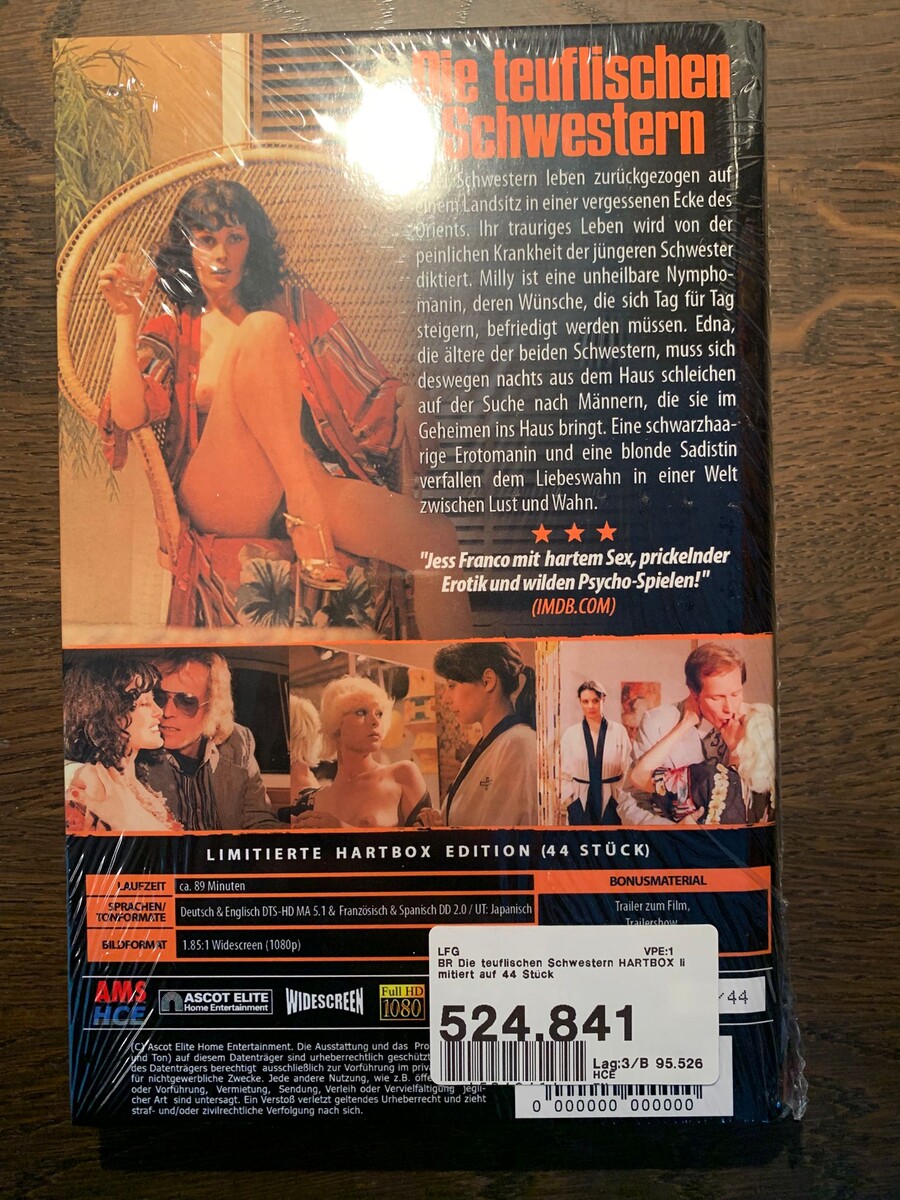 Die teuflischen
Schwestern
Schwestern leben zurückgezogen auf
einem Landsitz in einer vergessenen Ecke des
Orients. Ihr trauriges Leben wird von der
peinlichen Krankheit der jüngeren Schwester
diktiert. Milly ist eine unheilbare Nympho-
manin, deren Wünsche, die sich Tag für Tag
steigern, befriedigt werden müssen. Edna,
die ältere der beiden Schwestern, muss sich
deswegen nachts aus dem Haus schleichen
auf der Suche nach Männern, die sie im
Geheimen ins Haus bringt. Eine schwarzhaa-
rige Erotomanin und eine blonde Sadistin
verfallen dem Liebeswahn in einer Welt
zwischen Lust und Wahn.
"Jess Franco mit hartem Sex, prickelnder
Erotik und wilden Psycho-Spielen!"
(IMDB.COM)
LIMITIERTE HARTBOX EDITION (44 STÜCK)
LAUFZEIT ca. 89 Minuten
SPRACHEN/
TONFORMATE Deutsch & Englisch DTS-HD MA 5.1 & Französisch & Spanisch DD 2.0 / UT: Japanisch
BILDFORMAT 1.85:1 Widescreen (1080p)
BONUSMATERIAL
Trailer zum Film,
Trailershow
LFG VPE:1
BR Die teuflischen Schwestern HARTBOX li
mitiert auf 44 Stück
524.841
Lag:3/B 95.526
HCE
/44
AMS
HCE
ASCOT ELITE
Home Entertainment
WIDESCREEN
Full HD
1080
(C) Ascot Elite Home Entertainment. Die Ausstattung und das
und Ton) auf diesem Datenträger sind urheberrechtlich geschützt
des Datenträgers berechtigt ausschließlich zur Vorführung im
für nichtgewerbliche Zwecke. Jede andere Nutzung, wie z.B.
oder Vorführung, Vermietung, Sendung, Verleih oder Vervielfältigung jegli-
cher Art sind untersagt. Ein Verstoß verletzt geltendes Urheberrecht und zieht
straf- und/oder zivilrechtliche Verfolgung nach sich.
0 000000 000000